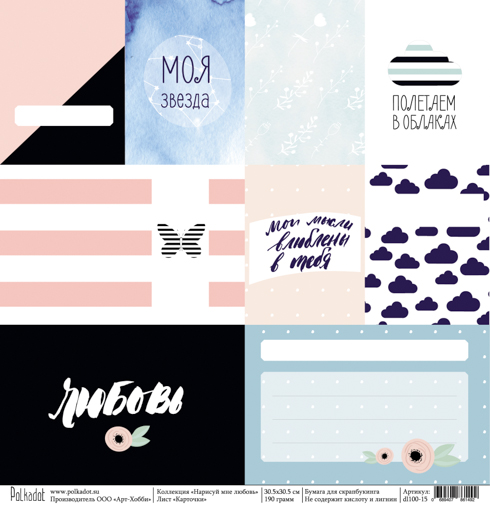 МОЯ
звезда
ПОЛЕТАЕМ
В ОБЛАКАХ
мои мысли
влюблены
в тебя
любовь
Polkadot
www.polkadot.su
Производитель ООО «Арт-Хобби»
Коллекция «Нарисуй мне любовь»
Лист «Карточки»
30.5x30.5 см
190 грамм
Бумага для скрапбукинга
Не содержит кислоту и лигнин
Артикул:
dl100-15